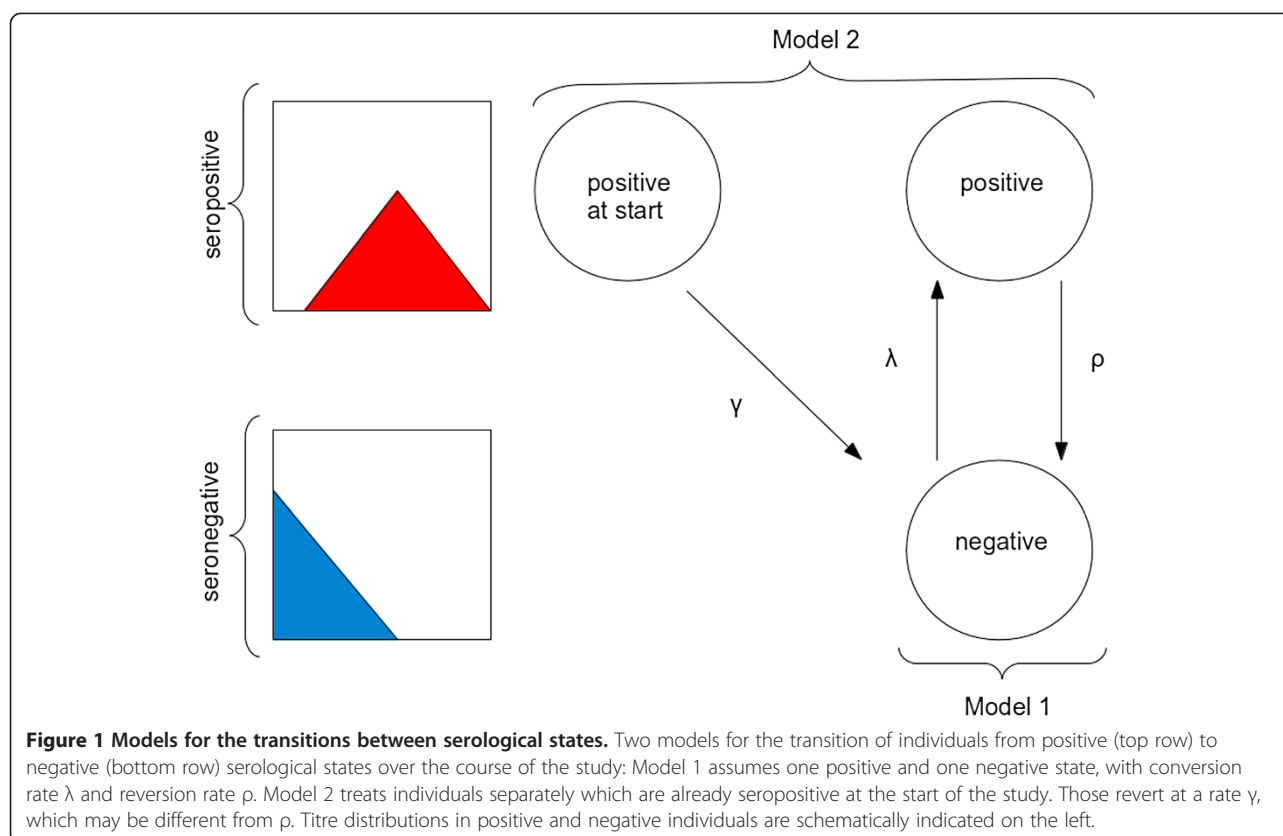 Model 2
seropositive
positive
at start
positive
λ
ρ
γ
seronegative
negative
Model 1
Figure 1 Models for the transitions between serological states. Two models for the transition of individuals from positive (top row) to
negative (bottom row) serological states over the course of the study: Model 1 assumes one positive and one negative state, with conversion
rate λ and reversion rate ρ. Model 2 treats individuals separately which are already seropositive at the start of the study. Those revert at a rate γ,
which may be different from ρ. Titre distributions in positive and negative individuals are schematically indicated on the left.